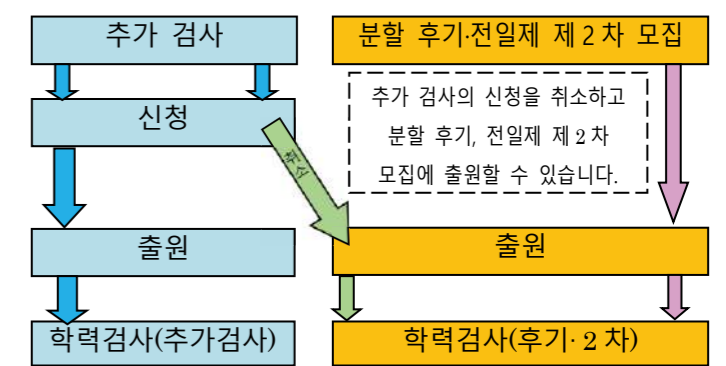 추가 검사
분할 후기·전일제 제 2 차 모집
추가 검사의 신청을 취소하고
분할 후기, 전일제 제 2 차
모집에 출원할 수 있습니다.
신청
취소
출원
출원
학력검사(추가검사)
학력검사(후기· 2 차)